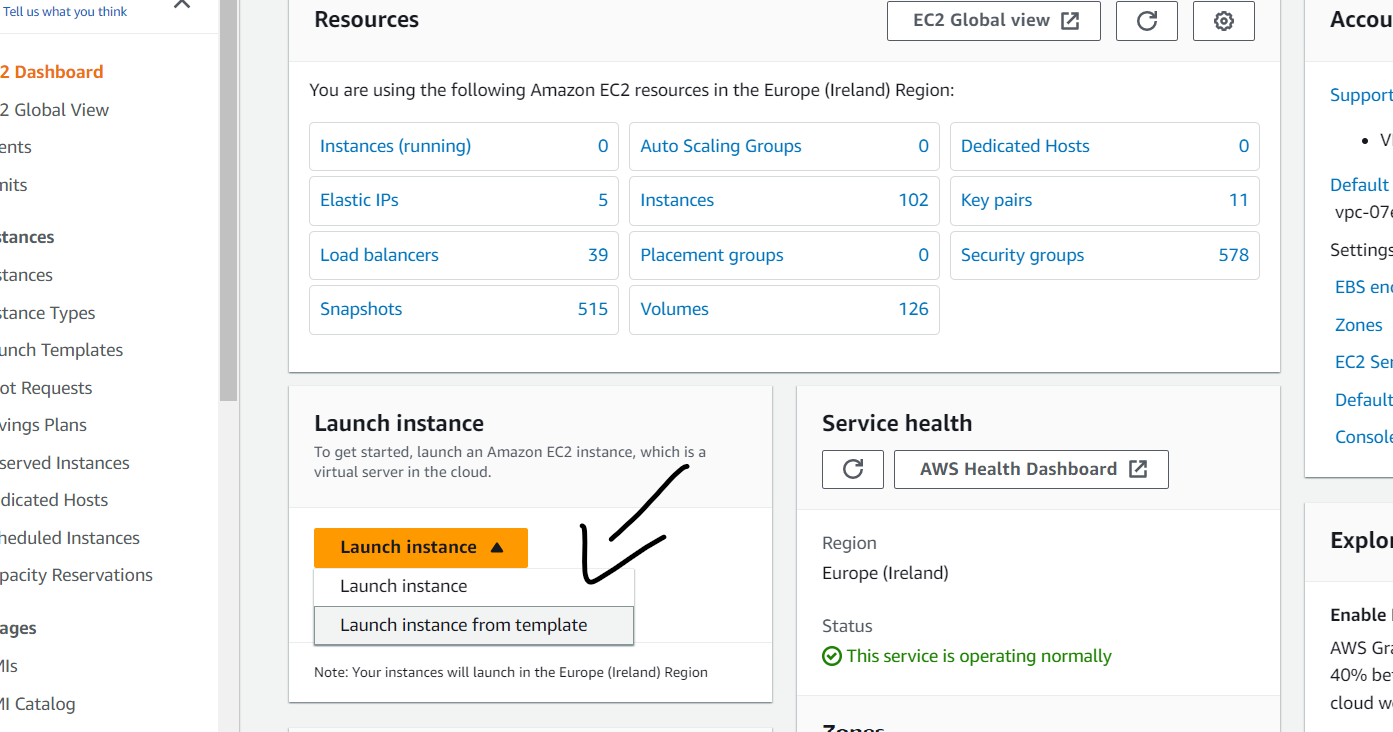 Tell us what you think
2 Dashboard
2 Global View
ents
mits
stances
stances
stance Types
unch Templates
ot Requests
vings Plans
served Instances
dicated Hosts
heduled Instances
pacity Reservations
ages
MIs
MI Catalog
Resources
EC2 Global view
You are using the following Amazon EC2 resources in the Europe (Ireland) Region:
Instances (running) 0 Auto Scaling Groups 0 Dedicated Hosts 0
Elastic IPs 5 Instances 102 Key pairs 11
Load balancers 39 Placement groups 0 Security groups 578
Snapshots 515 Volumes 126
Launch instance
To get started, launch an Amazon EC2 instance, which is a
virtual server in the cloud.
Launch instance
Launch instance
Launch instance from template
Note: Your instances will launch in the Europe (Ireland) Region
Service health
AWS Health Dashboard
Region
Europe (Ireland)
Status
This service is operating normally
Zones
Accou
Support
Default
vpc-07e
Settings
EBS enc
Zones
EC2 Ser
Default
Console
Explor
Enable
AWS Gra
40% bet
cloud wo